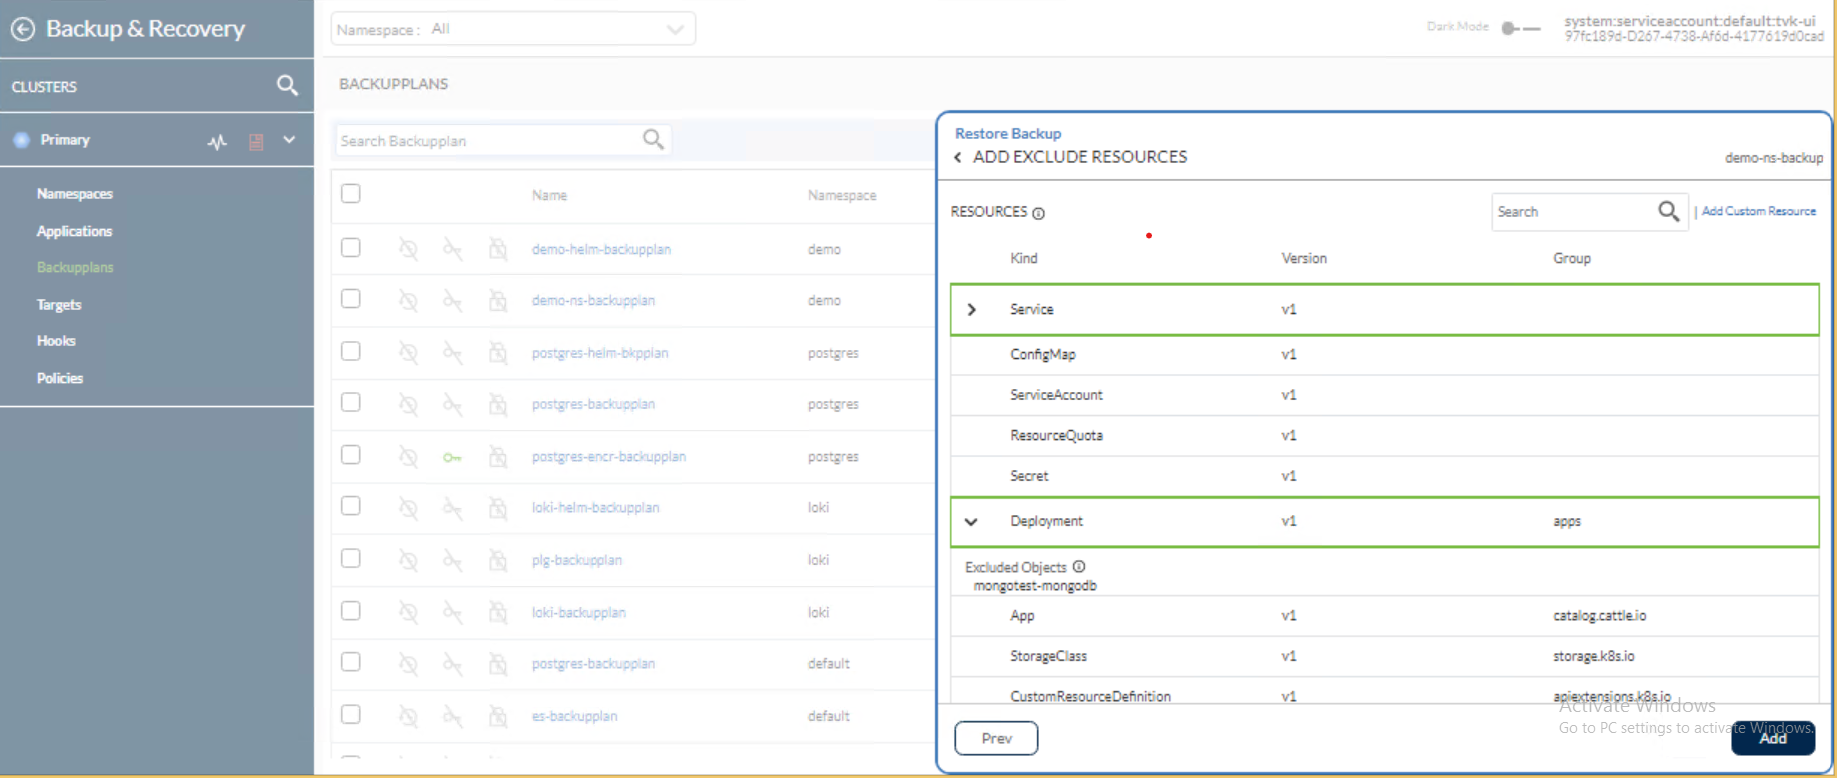 Backup & Recovery
Namespace : All
Dark Mode
system:serviceaccount:default:tvk-ui
97fc189d-D267-4738-Af6d-4177619d0cad
CLUSTERS
Primary
Namespaces
Applications
Backupplans
Targets
Hooks
Policies
BACKUPPLANS
Search Backupplan
Name Namespace
demo-helm-backupplan demo
demo-ns-backupplan demo
postgres-helm-bkpplan postgres
postgres-backupplan postgres
postgres-encr-backupplan postgres
loki-helm-backupplan loki
plg-backupplan loki
loki-backupplan loki
postgres-backupplan default
es-backupplan default
Restore Backup
ADD EXCLUDE RESOURCES
demo-ns-backup
RESOURCES
Search
| Add Custom Resource
Kind Version Group
Service v1
ConfigMap v1
ServiceAccount v1
ResourceQuota v1
Secret v1
Deployment v1 apps
Excluded Objects
mongotest-mongodb
App v1 catalog.cattle.io
StorageClass v1 storage.k8s.io
CustomResourceDefinition v1 apiextensions.k8s.io
Activate Windows
Go to PC settings to activate Windows.
Prev
Add